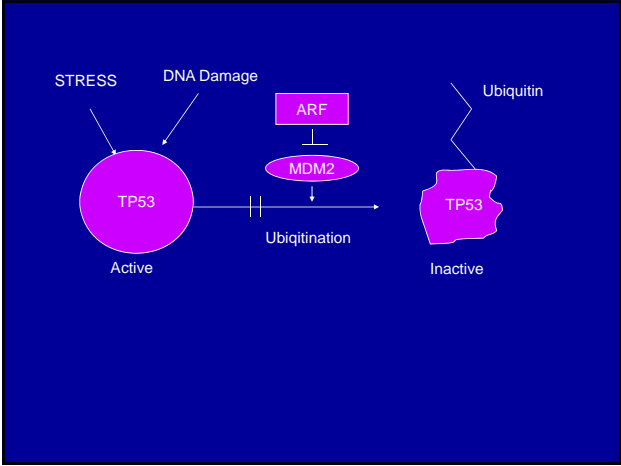 STRESS
DNA Damage
ARF
Ubiquitin
MDM2
TP53
TP53
Ubiqitination
Active
Inactive